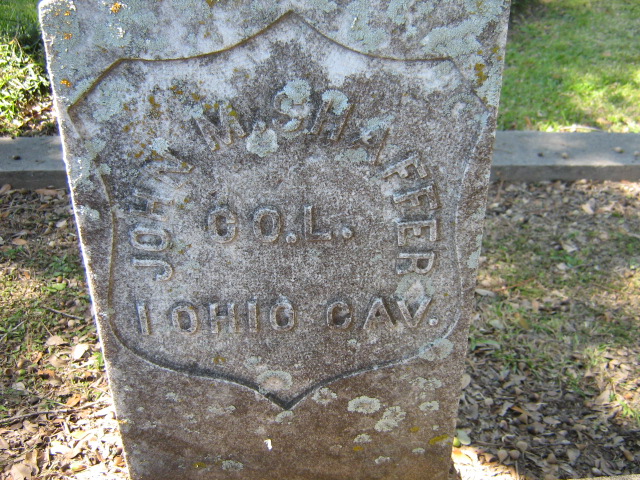 JOHN M. SHAFFER
CO. L.
1 OHIO CAV.